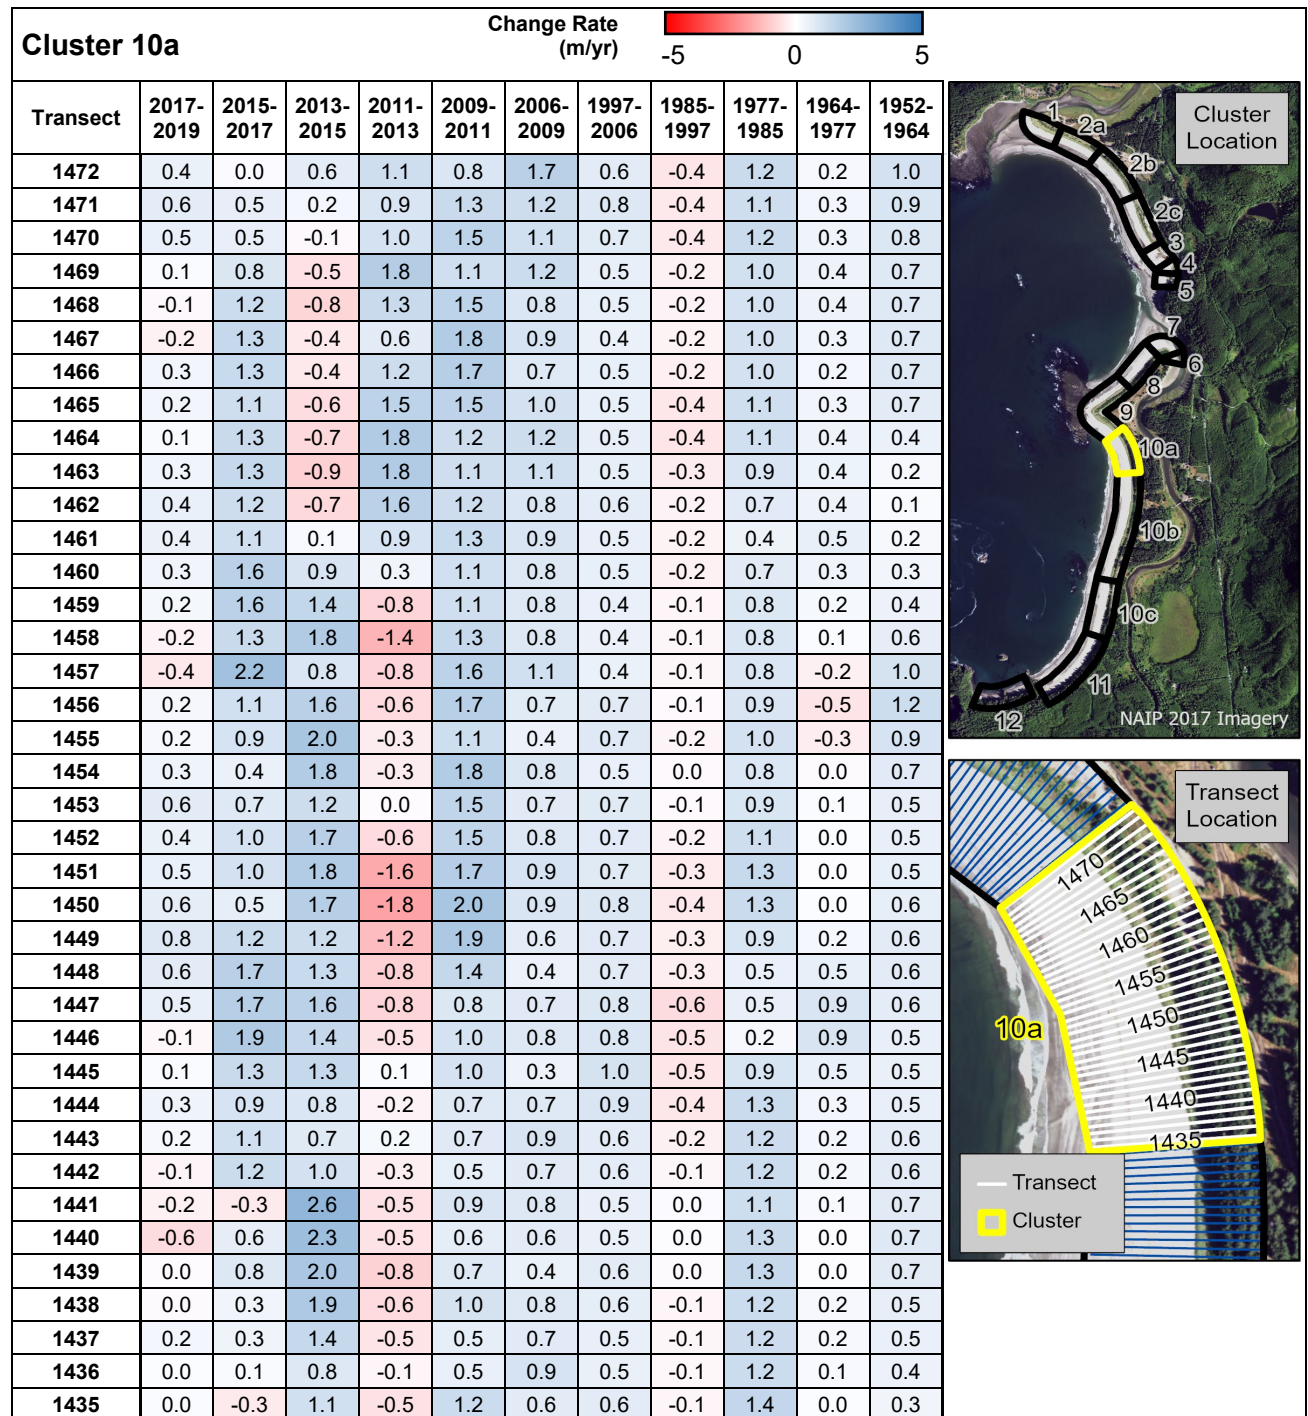 Cluster 10a
Change Rate
(m/yr)
-5 0 5
Transect 2017-2019 2015-2017 2013-2015 2011-2013 2009-2011 2006-2009 1997-2006 1985-1997 1977-1985 1964-1977 1952-1964
1472 0.4 0.0 0.6 1.1 0.8 1.7 0.6 -0.4 1.2 0.2 1.0
1471 0.6 0.5 0.2 0.9 1.3 1.2 0.8 -0.4 1.1 0.3 0.9
1470 0.5 0.5 -0.1 1.0 1.5 1.1 0.7 -0.4 1.2 0.3 0.8
1469 0.1 0.8 -0.5 1.8 1.1 1.2 0.5 -0.2 1.0 0.4 0.7
1468 -0.1 1.2 -0.8 1.3 1.5 0.8 0.5 -0.2 1.0 0.4 0.7
1467 -0.2 1.3 -0.4 0.6 1.8 0.9 0.4 -0.2 1.0 0.3 0.7
1466 0.3 1.3 -0.4 1.2 1.7 0.7 0.5 -0.2 1.0 0.2 0.7
1465 0.2 1.1 -0.6 1.5 1.5 1.0 0.5 -0.4 1.1 0.3 0.7
1464 0.1 1.3 -0.7 1.8 1.2 1.2 0.5 -0.4 1.1 0.4 0.4
1463 0.3 1.3 -0.9 1.8 1.1 1.1 0.5 -0.3 0.9 0.4 0.2
1462 0.4 1.2 -0.7 1.6 1.2 0.8 0.6 -0.2 0.7 0.4 0.1
1461 0.4 1.1 0.1 0.9 1.3 0.9 0.5 -0.2 0.4 0.5 0.2
1460 0.3 1.6 0.9 0.3 1.1 0.8 0.5 -0.2 0.7 0.3 0.3
1459 0.2 1.6 1.4 -0.8 1.1 0.8 0.4 -0.1 0.8 0.2 0.4
1458 -0.2 1.3 1.8 -1.4 1.3 0.8 0.4 -0.1 0.8 0.1 0.6
1457 -0.4 2.2 0.8 -0.8 1.6 1.1 0.4 -0.1 0.8 -0.2 1.0
1456 0.2 1.1 1.6 -0.6 1.7 0.7 0.7 -0.1 0.9 -0.5 1.2
1455 0.2 0.9 2.0 -0.3 1.1 0.4 0.7 -0.2 1.0 -0.3 0.9
1454 0.3 0.4 1.8 -0.3 1.8 0.8 0.5 0.0 0.8 0.0 0.7
1453 0.6 0.7 1.2 0.0 1.5 0.7 0.7 -0.1 0.9 0.1 0.5
1452 0.4 1.0 1.7 -0.6 1.5 0.8 0.7 -0.2 1.1 0.0 0.5
1451 0.5 1.0 1.8 -1.6 1.7 0.9 0.7 -0.3 1.3 0.0 0.5
1450 0.6 0.5 1.7 -1.8 2.0 0.9 0.8 -0.4 1.3 0.0 0.6
1449 0.8 1.2 1.2 -1.2 1.9 0.6 0.7 -0.3 0.9 0.2 0.6
1448 0.6 1.7 1.3 -0.8 1.4 0.4 0.7 -0.3 0.5 0.5 0.6
1447 0.5 1.7 1.6 -0.8 0.8 0.7 0.8 -0.6 0.5 0.9 0.6
1446 -0.1 1.9 1.4 -0.5 1.0 0.8 0.8 -0.5 0.2 0.9 0.5
1445 0.1 1.3 1.3 0.1 1.0 0.3 1.0 -0.5 0.9 0.5 0.5
1444 0.3 0.9 0.8 -0.2 0.7 0.7 0.9 -0.4 1.3 0.3 0.5
1443 0.2 1.1 0.7 0.2 0.7 0.9 0.6 -0.2 1.2 0.2 0.6
1442 -0.1 1.2 1.0 -0.3 0.5 0.7 0.6 -0.1 1.2 0.2 0.6
1441 -0.2 -0.3 2.6 -0.5 0.9 0.8 0.5 0.0 1.1 0.1 0.7
1440 -0.6 0.6 2.3 -0.5 0.6 0.6 0.5 0.0 1.3 0.0 0.7
1439 0.0 0.8 2.0 -0.8 0.7 0.4 0.6 0.0 1.3 0.0 0.7
1438 0.0 0.3 1.9 -0.6 1.0 0.8 0.6 -0.1 1.2 0.2 0.5
1437 0.2 0.3 1.4 -0.5 0.5 0.7 0.5 -0.1 1.2 0.2 0.5
1436 0.0 0.1 0.8 -0.1 0.5 0.9 0.5 -0.1 1.2 0.1 0.4
1435 0.0 -0.3 1.1 -0.5 1.2 0.6 0.6 -0.1 1.4 0.0 0.3
Cluster
Location
1
2a
2b
2c
3
4
5
7
6
8
9
10a
10b
10c
11
12
NAIP 2017 Imagery
Transect
Location
1470
1465
1460
1455
1450
10a
1445
1440
1435
Transect
Cluster